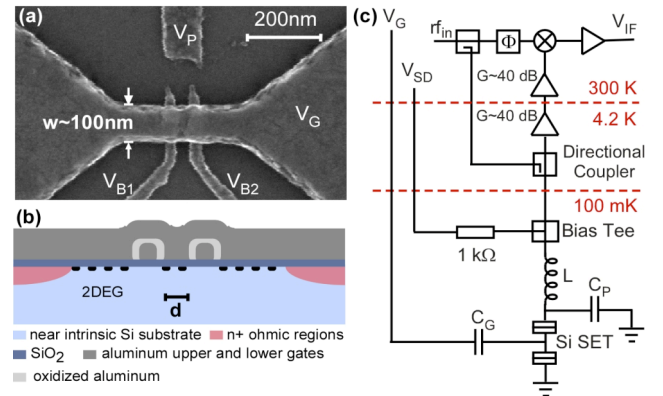 (a)
V_P
200nm
w~100nm
V_G
V_B1
V_B2
(b)
2DEG
d
near intrinsic Si substrate
n+ ohmic regions
SiO₂
aluminum upper and lower gates
oxidized aluminum
(c)
V_G
rf_in
Φ
V_IF
V_SD
G~40 dB
300 K
G~40 dB
4.2 K
Directional
Coupler
100 mK
Bias Tee
1 kΩ
L
C_P
C_G
Si SET